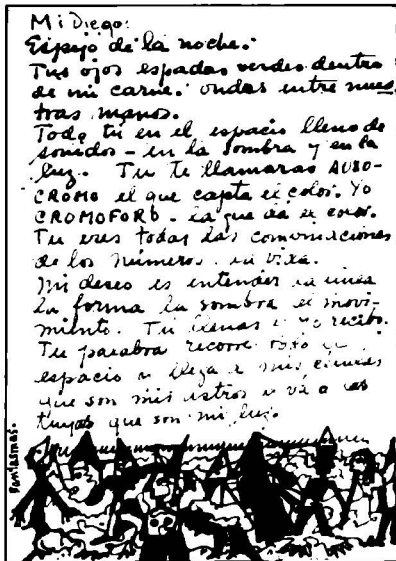 Mi Diego:
Espejo de la noche.
Tus ojos espadas verdes dentro
de mi carne. ondas entre nues
tras manos.
Todo tú en el espacio lleno de
sonidos - en la sombra y en la
luz. Tu te llamaras AUXO-
CROMO el que capta el color. Yo
CROMOFORO - la que da el color.
Tu eres todas las combinaciones
de los números. la vida.
mi deseo es entender la linea
la forma la sombra el movi-
miento. Tu llenas y yo recibo.
Tu palabra recorre todo el
espacio y llega a mis células
que son mis astros y va a las
tuyas que son mi luz.
Fantasmas.